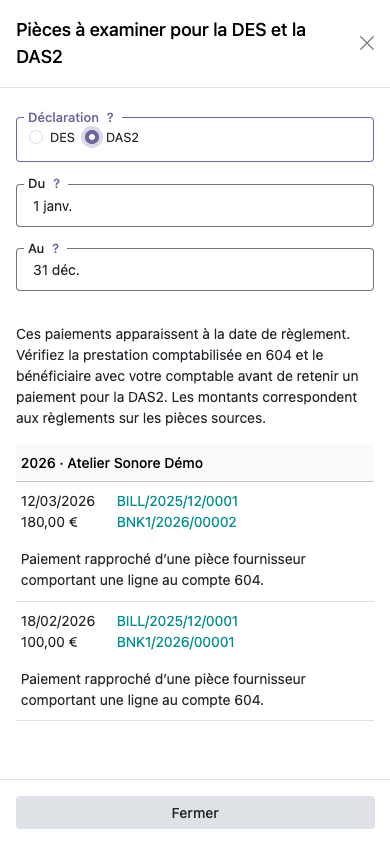 Pièces à examiner pour la DES et la
DAS2
Déclaration ?
DES DAS2
Du ?
1 janv.
Au ?
31 déc.
Ces paiements apparaissent à la date de règlement.
Vérifiez la prestation comptabilisée en 604 et le
bénéficiaire avec votre comptable avant de retenir un
paiement pour la DAS2. Les montants correspondent
aux règlements sur les pièces sources.
2026 · Atelier Sonore Démo
12/03/2026 BILL/2025/12/0001
180,00 € BNK1/2026/00002
Paiement rapproché d’une pièce fournisseur
comportant une ligne au compte 604.
18/02/2026 BILL/2025/12/0001
100,00 € BNK1/2026/00001
Paiement rapproché d’une pièce fournisseur
comportant une ligne au compte 604.
Fermer